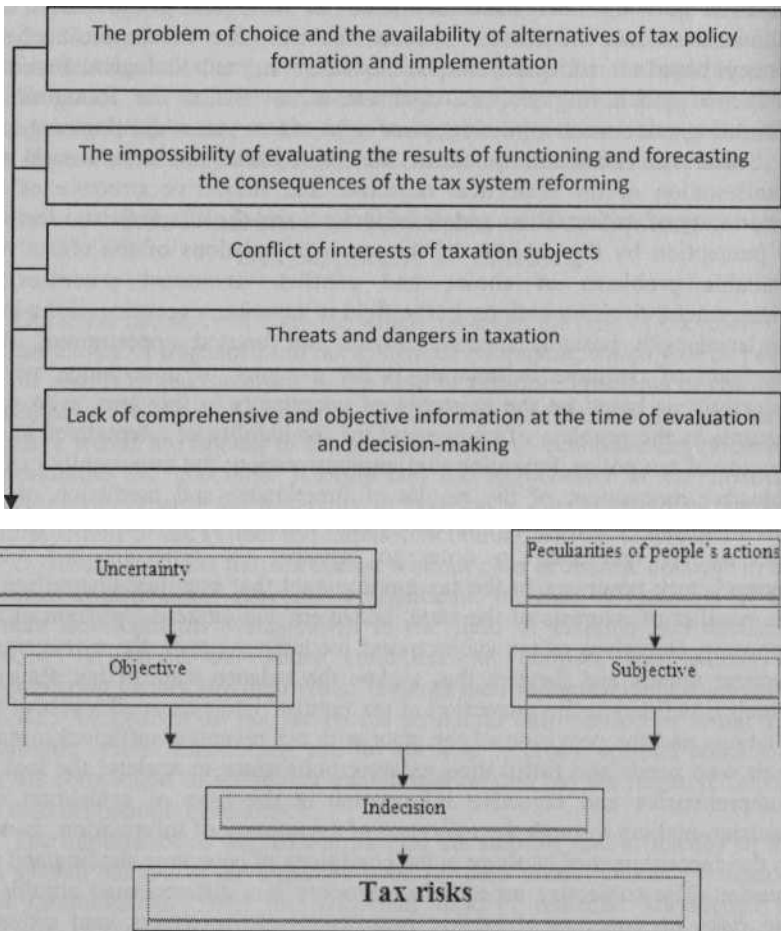 The problem of choice and the availability of alternatives of tax policy
formation and implementation
The impossibility of evaluating the results of functioning and forecasting
the consequences of the tax system reforming
Conflict of interests of taxation subjects
Threats and dangers in taxation
Lack of comprehensive and objective information at the time of evaluation
and decision-making
Uncertainty
Peculiarities of people's actions
Objective
Subjective
Indecision
Tax risks